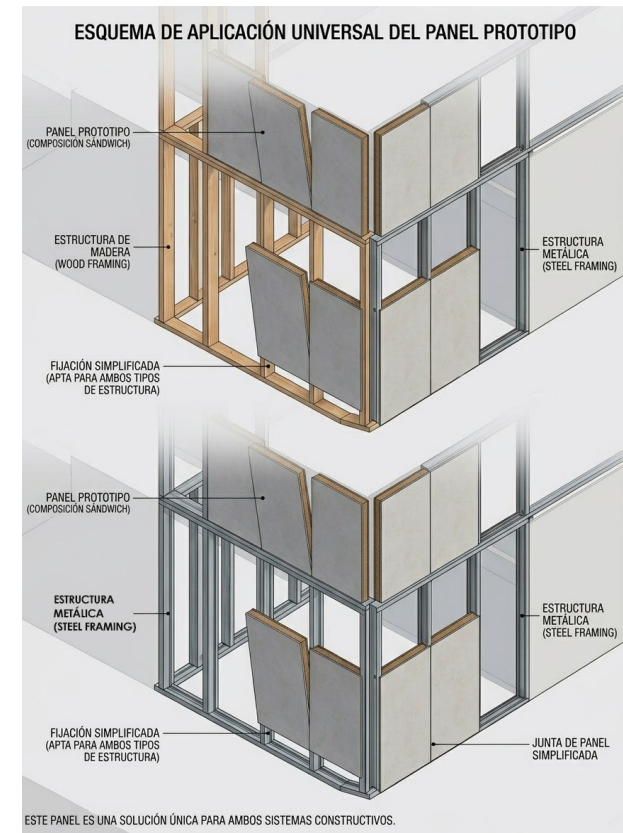 ESQUEMA DE APLICACIÓN UNIVERSAL DEL PANEL PROTOTIPO
PANEL PROTOTIPO
(COMPOSICIÓN SÁNDWICH)
ESTRUCTURA DE
MADERA
(WOOD FRAMING)
ESTRUCTURA
METÁLICA
(STEEL FRAMING)
FIJACIÓN SIMPLIFICADA
(APTA PARA AMBOS TIPOS
DE ESTRUCTURA)
PANEL PROTOTIPO
(COMPOSICIÓN SÁNDWICH)
ESTRUCTURA
METÁLICA
(STEEL FRAMING)
ESTRUCTURA
METÁLICA
(STEEL FRAMING)
FIJACIÓN SIMPLIFICADA
(APTA PARA AMBOS TIPOS
DE ESTRUCTURA)
JUNTA DE PANEL
SIMPLIFICADA
ESTE PANEL ES UNA SOLUCIÓN ÚNICA PARA AMBOS SISTEMAS CONSTRUCTIVOS.